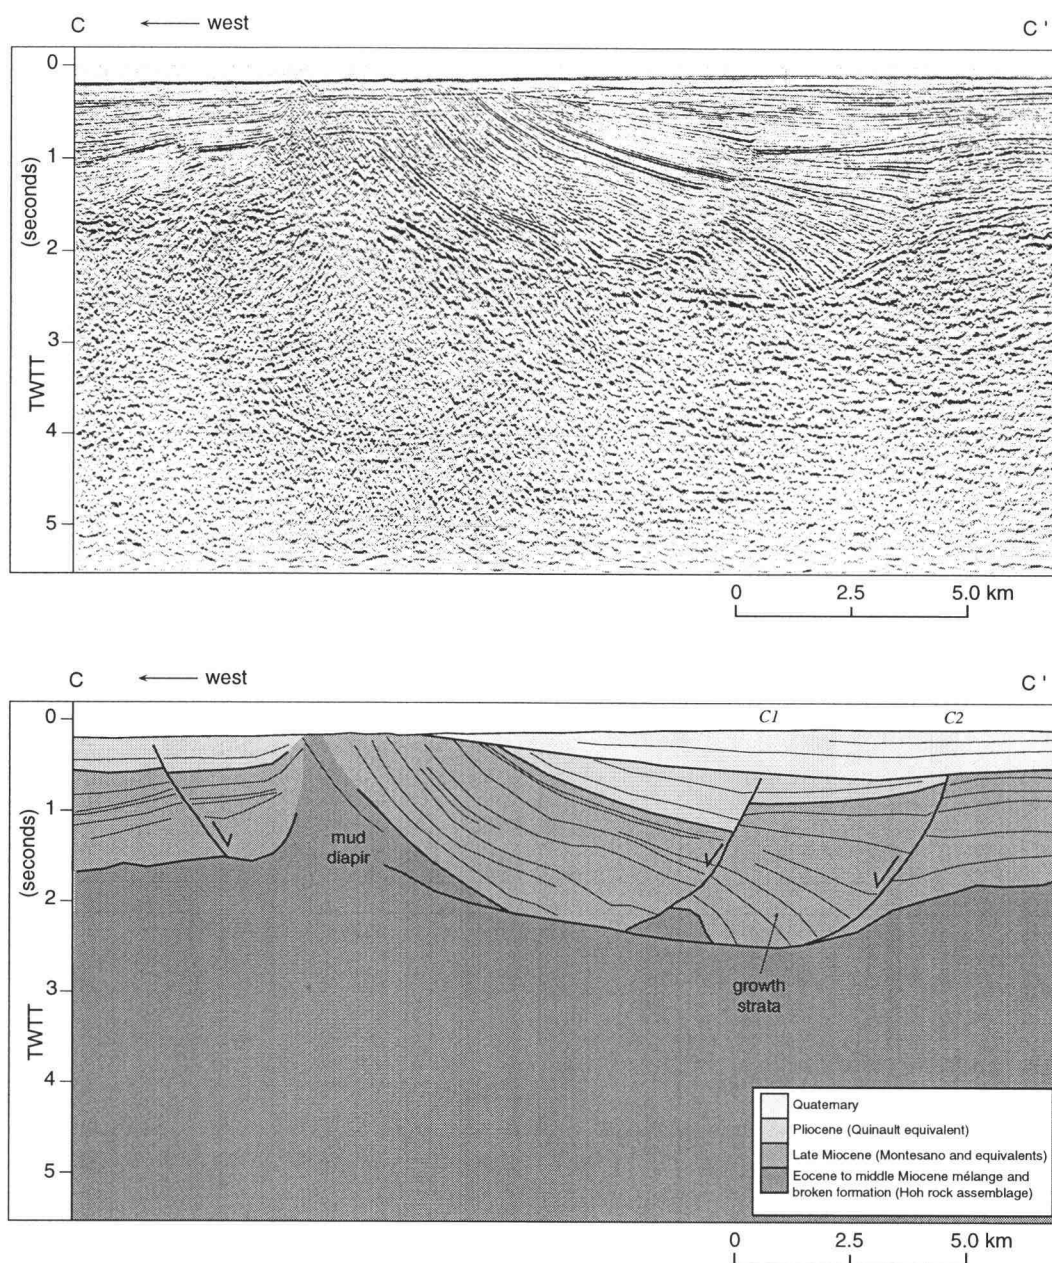 C ← west C '
0
1
(seconds)
2
3
TWTT
4
5
0 2.5 5.0 km
C ← west C '
0
C1 C2
1
mud
diapir
(seconds)
2
growth
strata
3
TWTT
4
5
Quaternary
Pliocene (Quinault equivalent)
Late Miocene (Montesano and equivalents)
Eocene to middle Miocene mélange and
broken formation (Hoh rock assemblage)
0 2.5 5.0 km